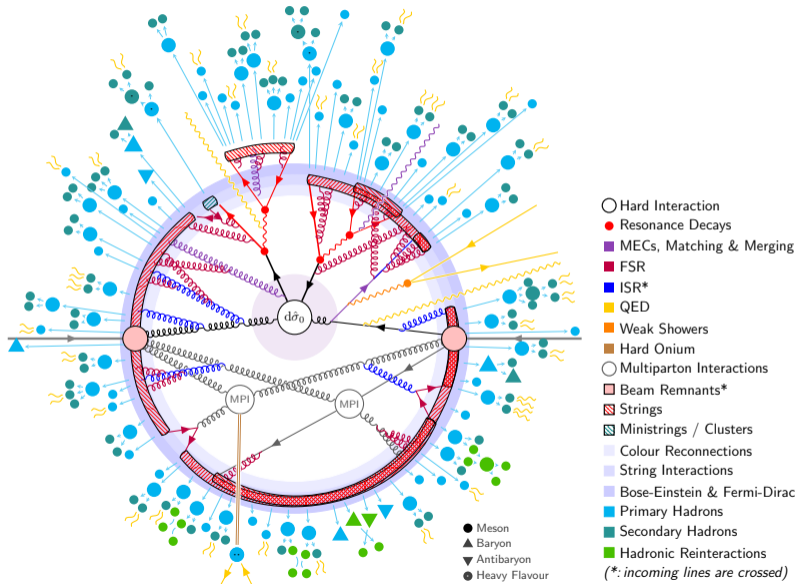 dσ̂₀
MPI
MPI
Hard Interaction
Resonance Decays
MECs, Matching & Merging
FSR
ISR*
QED
Weak Showers
Hard Onium
Multiparton Interactions
Beam Remnants*
Strings
Ministrings / Clusters
Colour Reconnections
String Interactions
Bose-Einstein & Fermi-Dirac
Primary Hadrons
Secondary Hadrons
Hadronic Reinteractions
(*: incoming lines are crossed)
Meson
Baryon
Antibaryon
Heavy Flavour